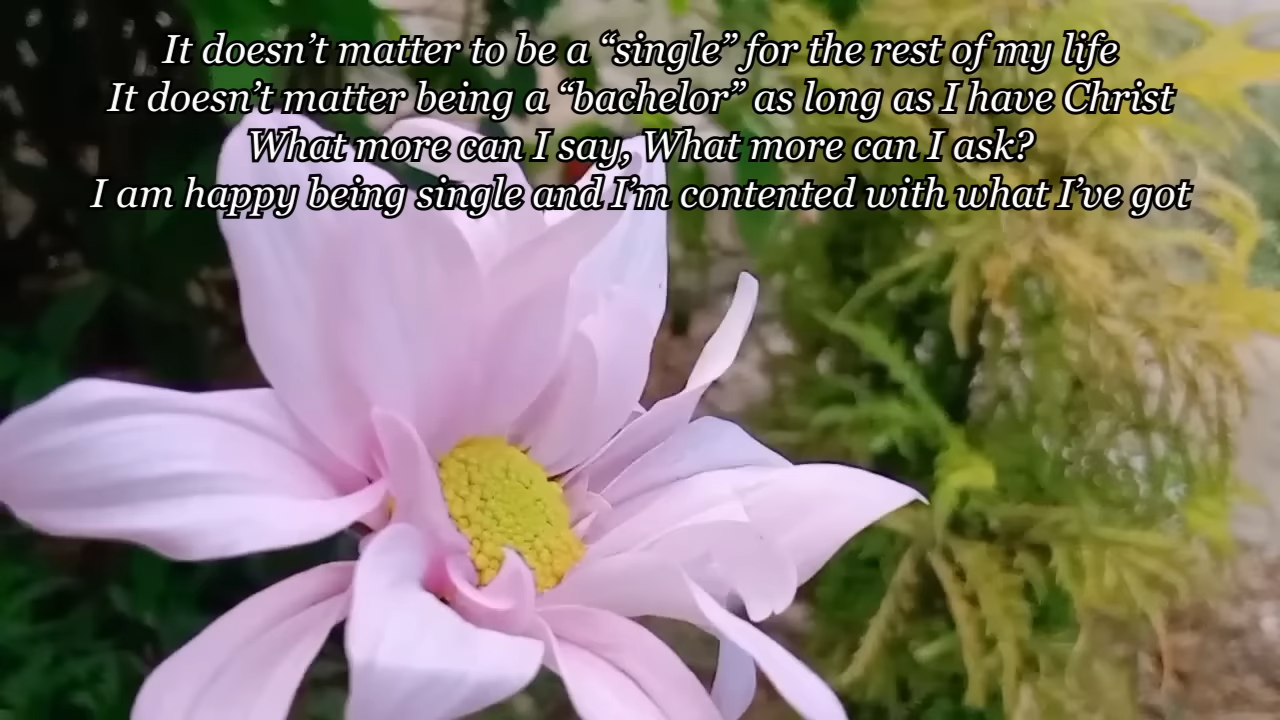 It doesn’t matter to be a “single” for the rest of my life
It doesn’t matter being a “bachelor” as long as I have Christ
What more can I say, What more can I ask?
I am happy being single and I’m contented with what I’ve got